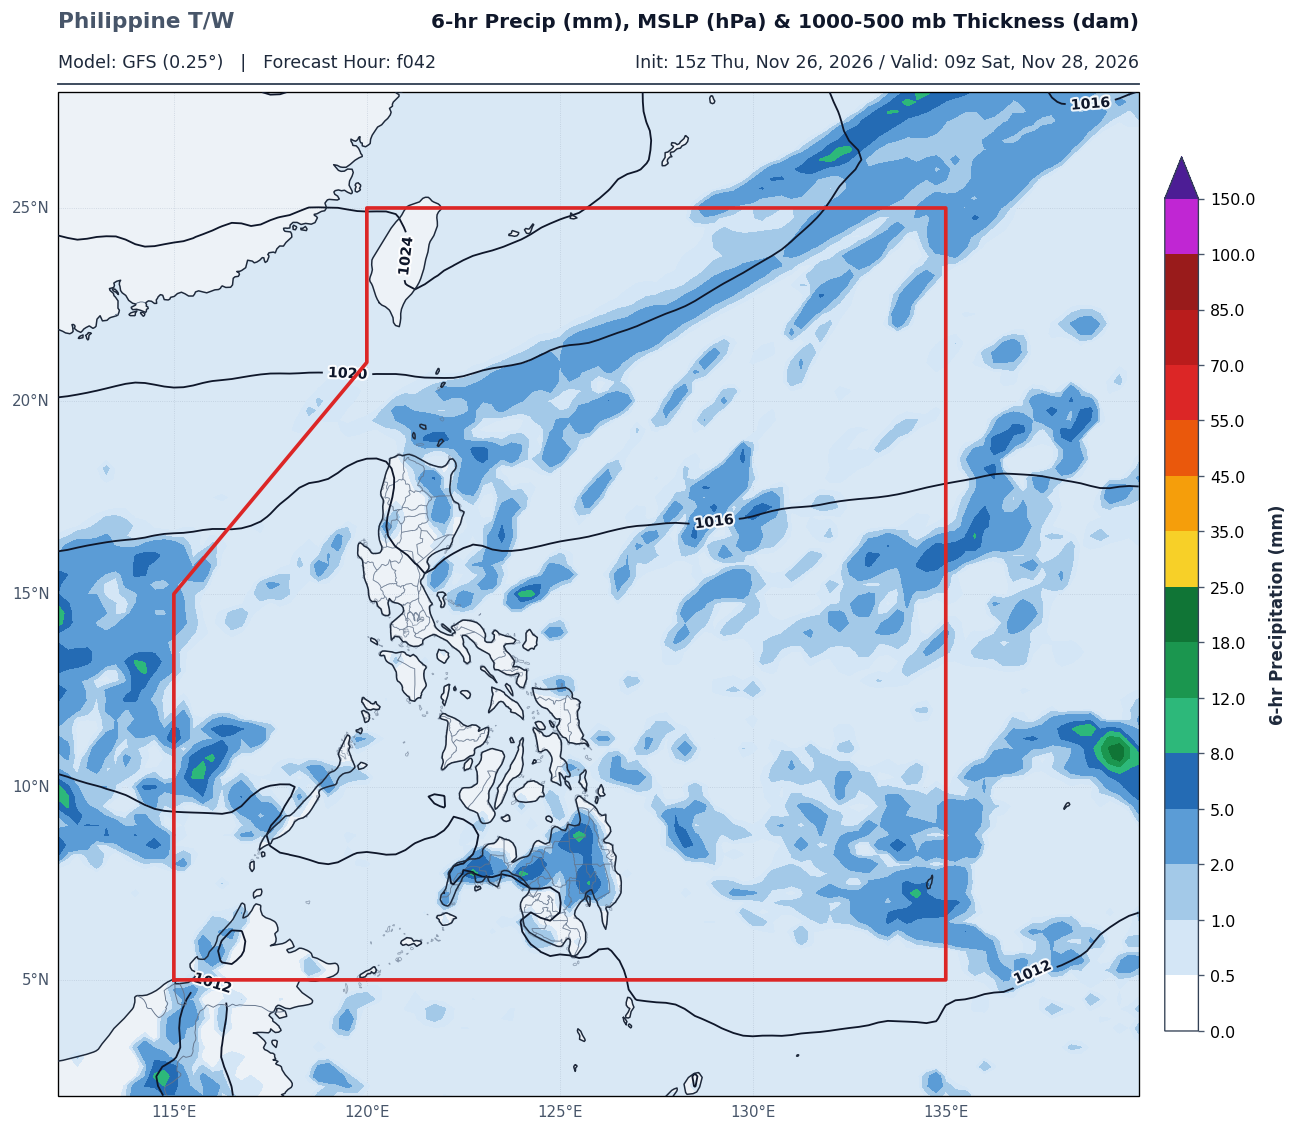 Philippine T/W
6-hr Precip (mm), MSLP (hPa) & 1000-500 mb Thickness (dam)
Model: GFS (0.25°) | Forecast Hour: f042
Init: 15z Thu, Nov 26, 2026 / Valid: 09z Sat, Nov 28, 2026
1016
25°N
1024
1020
20°N
1016
15°N
10°N
5°N
1012
1012
115°E
120°E
125°E
130°E
135°E
150.0
100.0
85.0
70.0
55.0
45.0
35.0
25.0
18.0
12.0
8.0
5.0
2.0
1.0
0.5
0.0
6-hr Precipitation (mm)